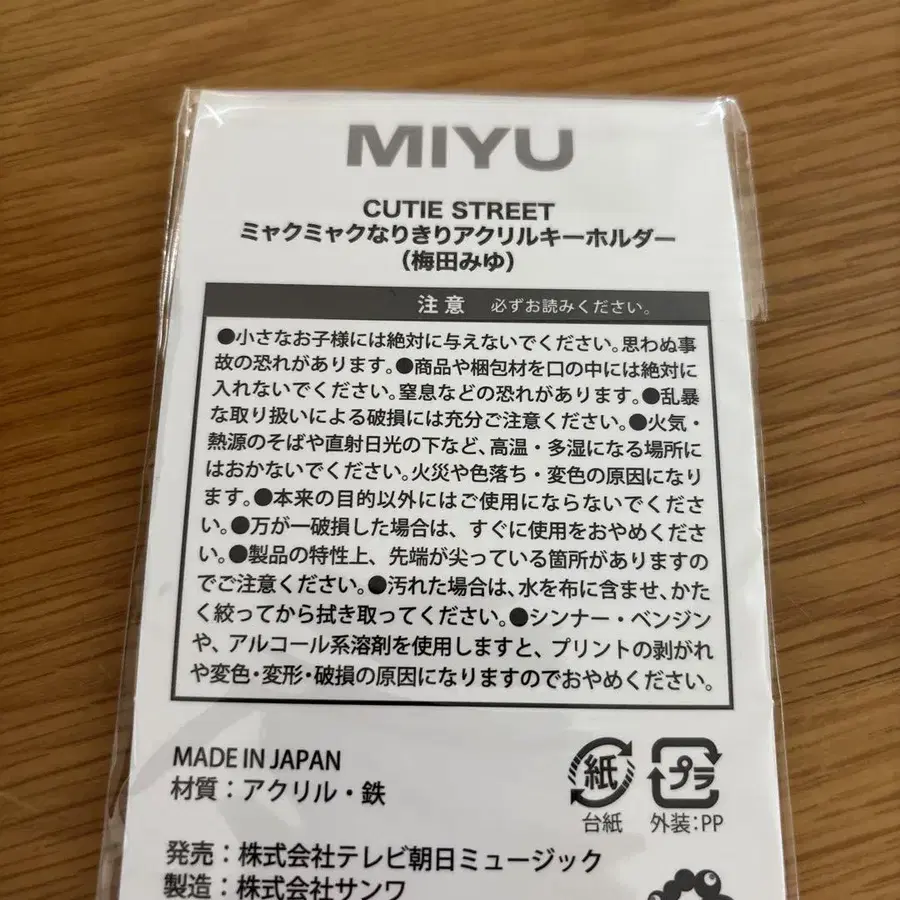 MIYU
CUTIE STREET
ミャクミャクなりきりアクリルキーホルダー
（梅田みゆ）
注意 必ずお読みください。
●小さなお子様には絶対に与えないでください。思わぬ事
故の恐れがあります。●商品や梱包材を口の中には絶対に
入れないでください。窒息などの恐れがあります。●乱暴
な取り扱いによる破損には充分ご注意ください。●火気・
熱源のそばや直射日光の下など、高温・多湿になる場所に
はおかないでください。火災や色落ち・変色の原因になり
ます。●本来の目的以外にはご使用にならないでくださ
い。●万が一破損した場合は、すぐに使用をおやめくださ
い。●製品の特性上、先端が尖っている箇所がありますの
でご注意ください。●汚れた場合は、水を布に含ませ、かた
く絞ってから拭き取ってください。●シンナー・ベンジン
や、アルコール系溶剤を使用しますと、プリントの剥がれ
や変色・変形・破損の原因になりますのでおやめください。
MADE IN JAPAN
材質：アクリル・鉄
紙 プラ
台紙 外装：PP
発売：株式会社テレビ朝日ミュージック
製造：株式会社サンワ